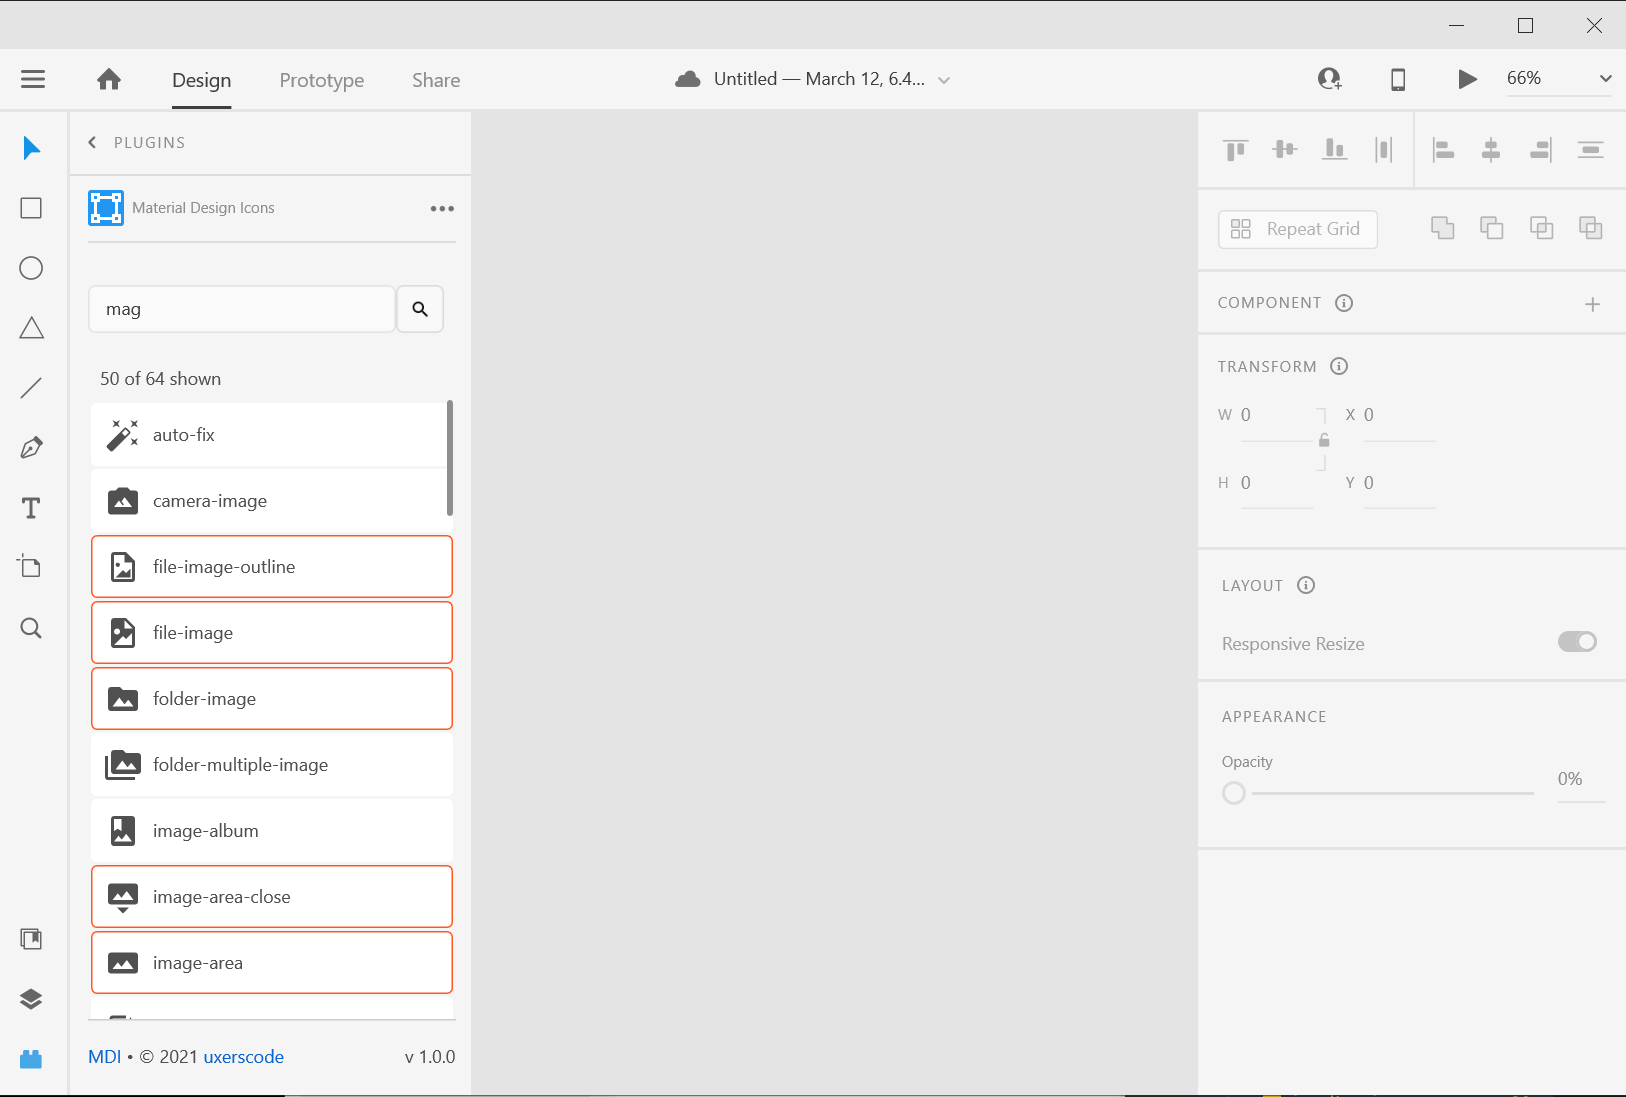 Design
Prototype
Share
Untitled — March 12, 6.4...
66%
PLUGINS
Material Design Icons
mag
50 of 64 shown
auto-fix
camera-image
file-image-outline
file-image
folder-image
folder-multiple-image
image-album
image-area-close
image-area
MDI • © 2021 uxerscode
v 1.0.0
Repeat Grid
COMPONENT
TRANSFORM
W 0
X 0
H 0
Y 0
LAYOUT
Responsive Resize
APPEARANCE
Opacity
0%